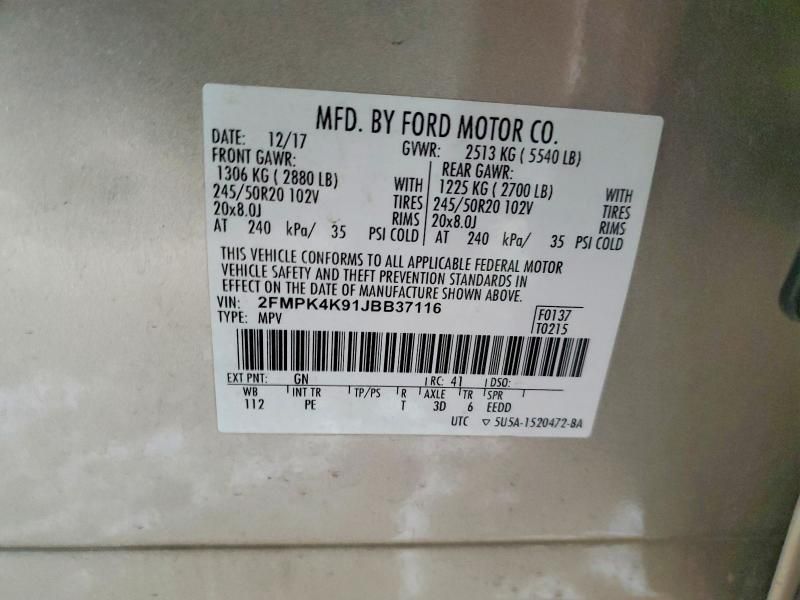 MFD. BY FORD MOTOR CO.
DATE: 12/17 GVWR: 2513 KG ( 5540 LB)
FRONT GAWR: REAR GAWR:
1306 KG ( 2880 LB) WITH 1225 KG ( 2700 LB) WITH
245/50R20 102V TIRES 245/50R20 102V TIRES
20x8.0J RIMS 20x8.0J RIMS
AT 240 kPa/ 35 PSI COLD AT 240 kPa/ 35 PSI COLD
THIS VEHICLE CONFORMS TO ALL APPLICABLE FEDERAL MOTOR
VEHICLE SAFETY AND THEFT PREVENTION STANDARDS IN
EFFECT ON THE DATE OF MANUFACTURE SHOWN ABOVE.
VIN: 2FMPK4K91JBB37116 F0137
TYPE: MPV T0215
EXT PNT: GN RC: 41 DSO:
WB INT TR TP/PS R AXLE TR SPR
112 PE T 3D 6 EEDD
UTC ▽ 5U5A-1520472-BA